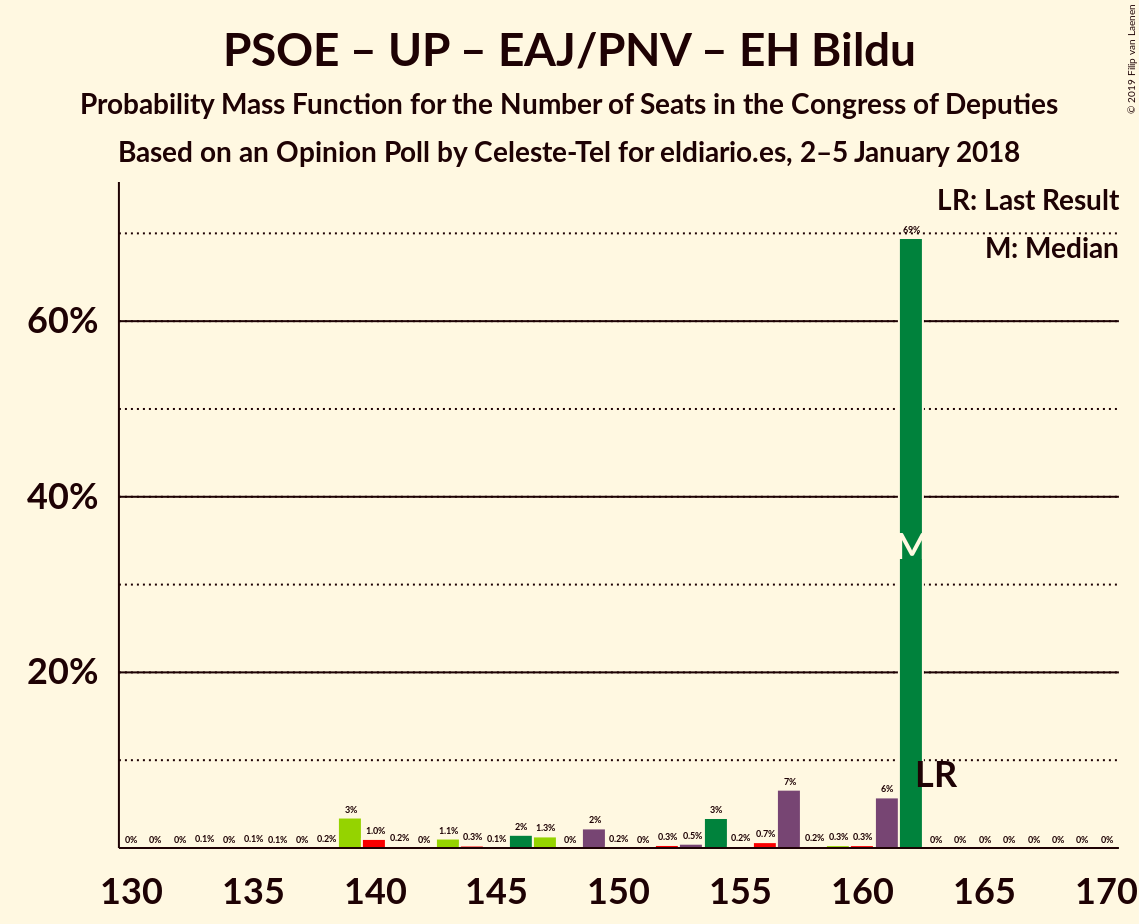 PSOE – UP – EAJ/PNV – EH Bildu
Probability Mass Function for the Number of Seats in the Congress of Deputies
Based on an Opinion Poll by Celeste-Tel for eldiario.es, 2–5 January 2018
© 2019 Filip van Laenen
LR: Last Result
M: Median
60%
40%
20%
0% 0% 0% 0.1% 0% 0.1% 0.1% 0% 0.2% 3% 1.0% 0.2% 0% 1.1% 0.3% 0.1% 2% 1.3% 0% 2% 0.2% 0% 0.3% 0.5% 3% 0.2% 0.7% 7% 0.2% 0.3% 0.3% 6% 69% 0% 0% 0% 0% 0% 0% 0% 0%
M
LR
130 135 140 145 150 155 160 165 170